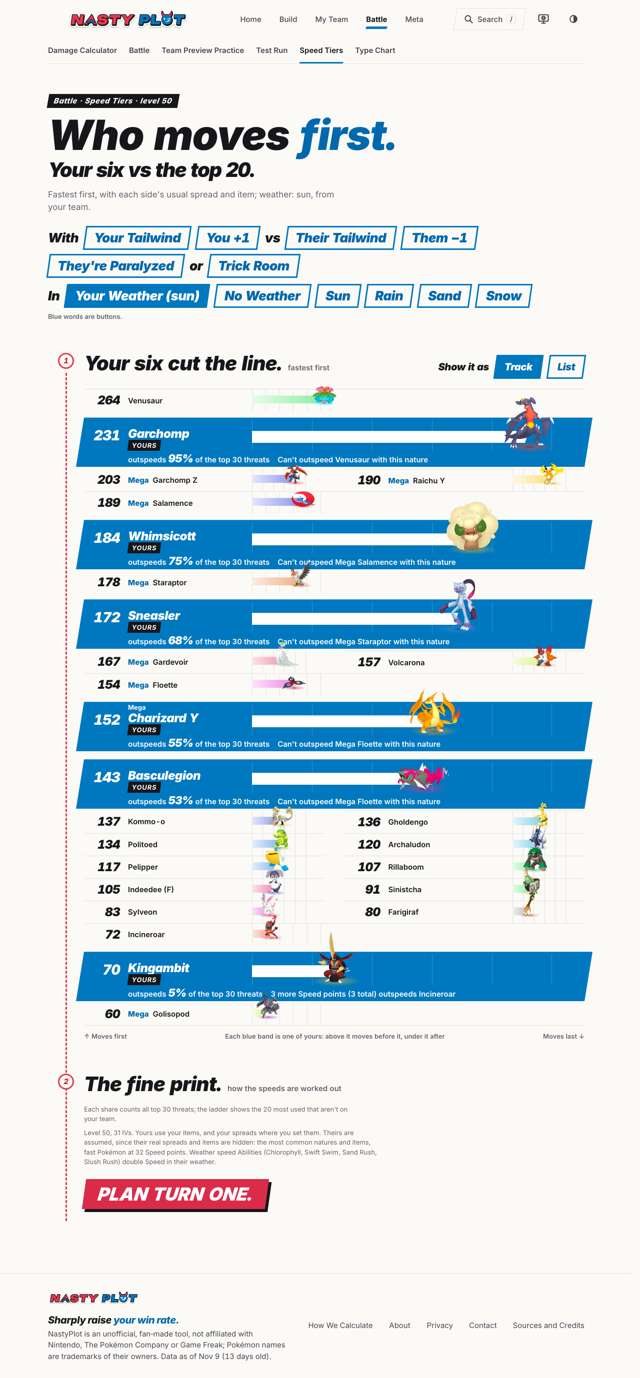 NASTY PLOT
Home Build My Team Battle Meta Search /
Damage Calculator Battle Team Preview Practice Test Run Speed Tiers Type Chart
Battle · Speed Tiers · level 50
Who moves first.
Your six vs the top 20.
Fastest first, with each side's usual spread and item; weather: sun, from
your team.
With Your Tailwind You +1 vs Their Tailwind Them −1
They're Paralyzed or Trick Room
In Your Weather (sun) No Weather Sun Rain Sand Snow
Blue words are buttons.
1 Your six cut the line. fastest first Show it as Track List
264 Venusaur
231 Garchomp
YOURS
outspeeds 95% of the top 30 threats Can't outspeed Venusaur with this nature
203 Mega Garchomp Z 190 Mega Raichu Y
189 Mega Salamence
184 Whimsicott
YOURS
outspeeds 75% of the top 30 threats Can't outspeed Mega Salamence with this nature
178 Mega Staraptor
172 Sneasler
YOURS
outspeeds 68% of the top 30 threats Can't outspeed Mega Staraptor with this nature
167 Mega Gardevoir 157 Volcarona
154 Mega Floette
Mega
152 Charizard Y
YOURS
outspeeds 55% of the top 30 threats Can't outspeed Mega Floette with this nature
143 Basculegion
YOURS
outspeeds 53% of the top 30 threats Can't outspeed Mega Floette with this nature
137 Kommo-o 136 Gholdengo
134 Politoed 120 Archaludon
117 Pelipper 107 Rillaboom
105 Indeedee (F) 91 Sinistcha
83 Sylveon 80 Farigiraf
72 Incineroar
70 Kingambit
YOURS
outspeeds 5% of the top 30 threats 3 more Speed points (3 total) outspeeds Incineroar
60 Mega Golisopod
↑ Moves first Each blue band is one of yours: above it moves before it, under it after Moves last ↓
2 The fine print. how the speeds are worked out
Each share counts all top 30 threats; the ladder shows the 20 most used that aren't on
your team.
Level 50, 31 IVs. Yours use your items, and your spreads where you set them. Theirs are
assumed, since their real spreads and items are hidden: the most common natures and items,
fast Pokémon at 32 Speed points. Weather speed Abilities (Chlorophyll, Swift Swim, Sand Rush,
Slush Rush) double Speed in their weather.
PLAN TURN ONE.
NASTY PLOT
Sharply raise your win rate.
NastyPlot is an unofficial, fan-made tool, not affiliated with
Nintendo, The Pokémon Company or Game Freak; Pokémon names
are trademarks of their owners. Data as of Nov 9 (13 days old).
How We Calculate About Privacy Contact Sources and Credits